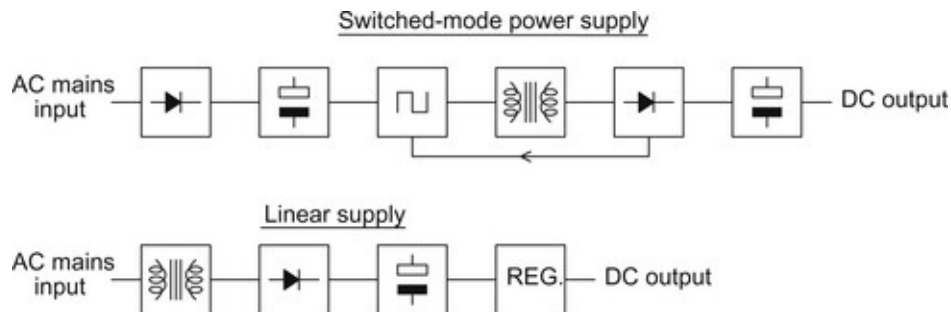 Switched-mode power supply
AC mains
input
DC output
Linear supply
AC mains
input
REG.
DC output